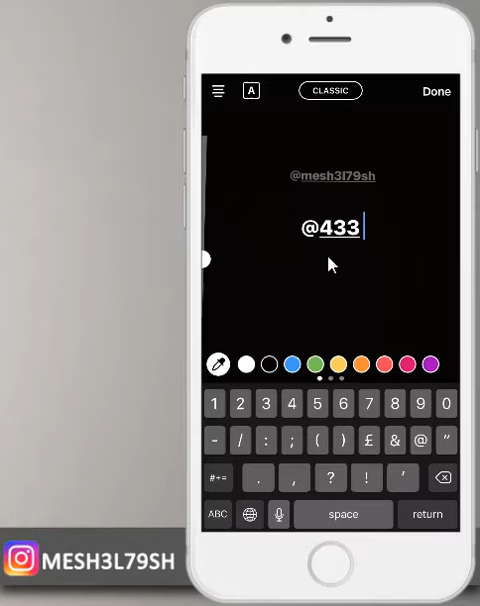 A
CLASSIC
Done
@mesh3l79sh
@433
1 2 3 4 5 6 7 8 9 0
- / : ; ( ) £ & @ "
#+= . , ? ! '
ABC space return
MESH3L79SH